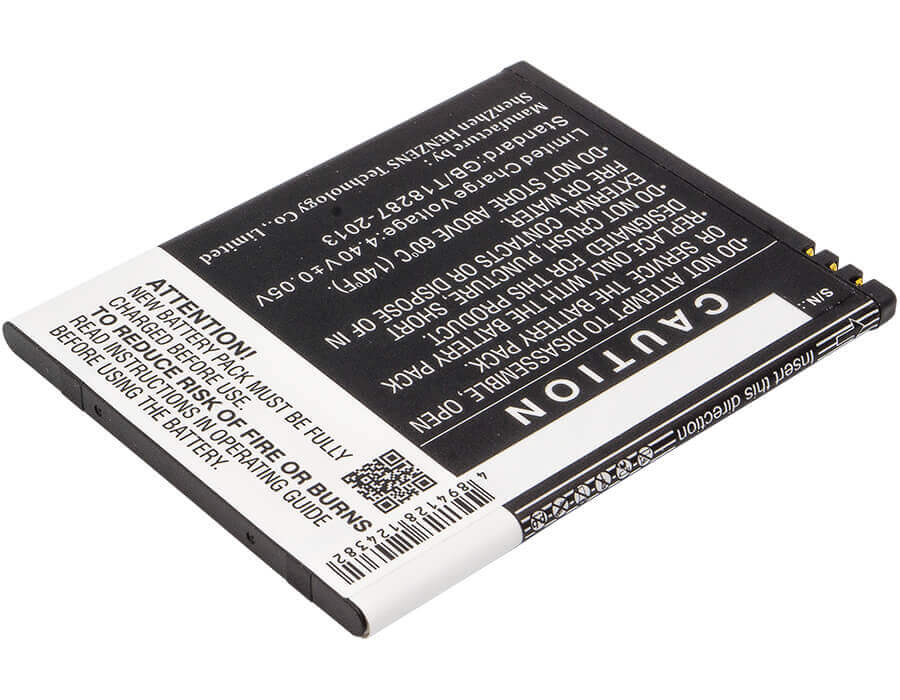 CAUTION
*DO NOT ATTEMPT TO DISASSEMBLE, OPEN
OR SERVICE THE BATTERY PACK.
*REPLACE ONLY WITH THE BATTERY PACK
DESIGNATED FOR THIS PRODUCT.
*DO NOT CRUSH, PUNCTURE, SHORT
EXTERNAL CONTACTS OR DISPOSE OF IN
FIRE OR WATER.
*DO NOT STORE ABOVE 60°C (140°F).
Limited Charge Voltage:4.40V±0.05V
Standard:GB/T 18287-2013
Manufacture by:
ShenZhen HENZENS Technology Co., Limited
S/N:
Insert this direction
ATTENTION!
NEW BATTERY PACK MUST BE FULLY
CHARGED BEFORE USE.
TO REDUCE RISK OF FIRE OR BURNS
READ INSTRUCTIONS IN OPERATING GUIDE
BEFORE USING THE BATTERY.
4894128124382